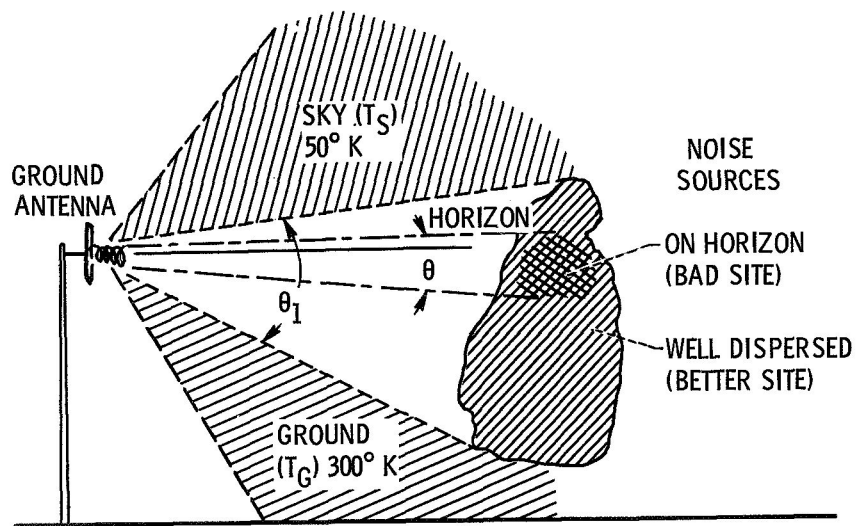 SKY (T_S)
50° K
GROUND
ANTENNA
NOISE
SOURCES
HORIZON
ON HORIZON
(BAD SITE)
θ
θ_1
WELL DISPERSED
(BETTER SITE)
GROUND
(T_G) 300° K